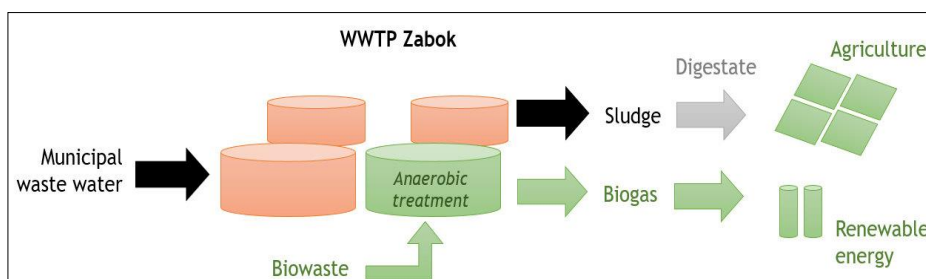 WWTP Zabok
Agriculture
Digestate
Sludge
Municipal
waste water
Anaerobic
treatment
Biogas
Renewable
energy
Biowaste